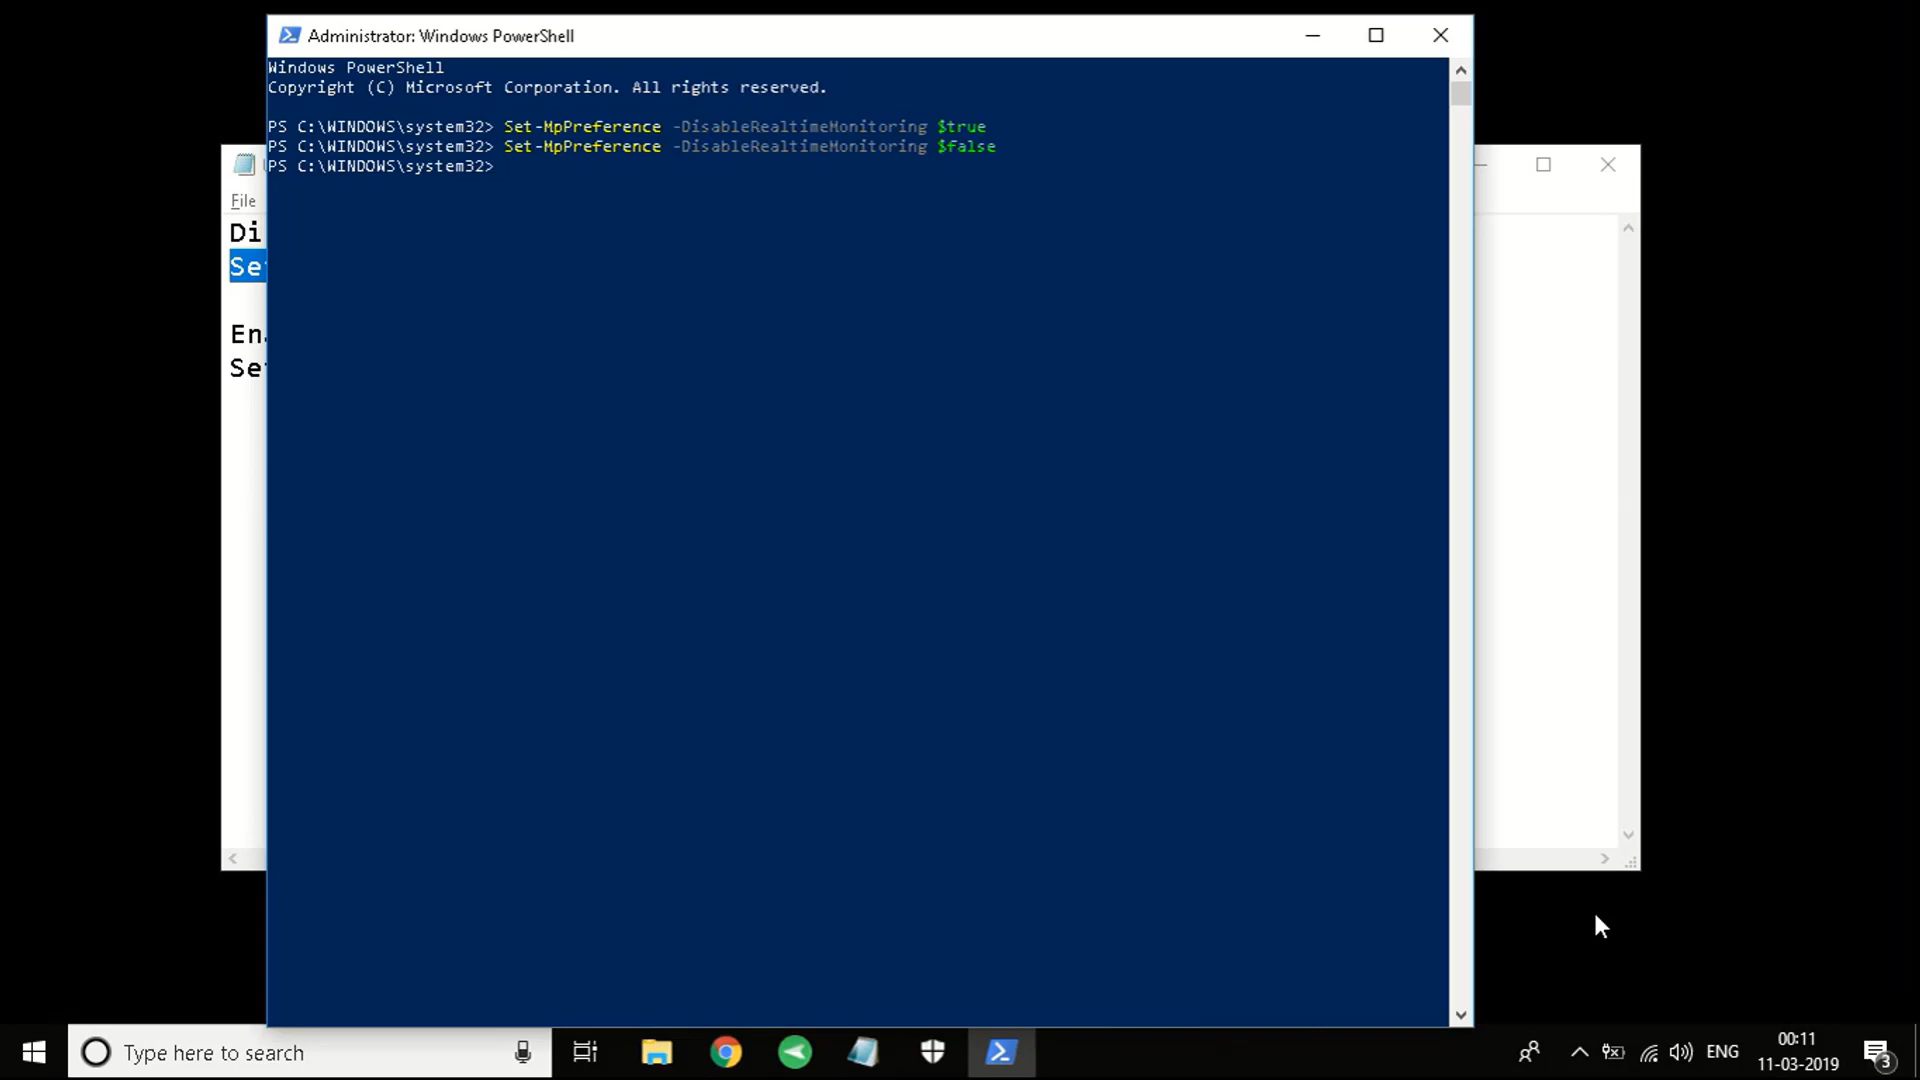 Administrator: Windows PowerShell
Windows PowerShell
Copyright (C) Microsoft Corporation. All rights reserved.
PS C:\WINDOWS\system32> Set-MpPreference -DisableRealtimeMonitoring $true
PS C:\WINDOWS\system32> Set-MpPreference -DisableRealtimeMonitoring $false
PS C:\WINDOWS\system32>
File
Di
Se
En
Se
Type here to search
ENG
00:11
11-03-2019
3